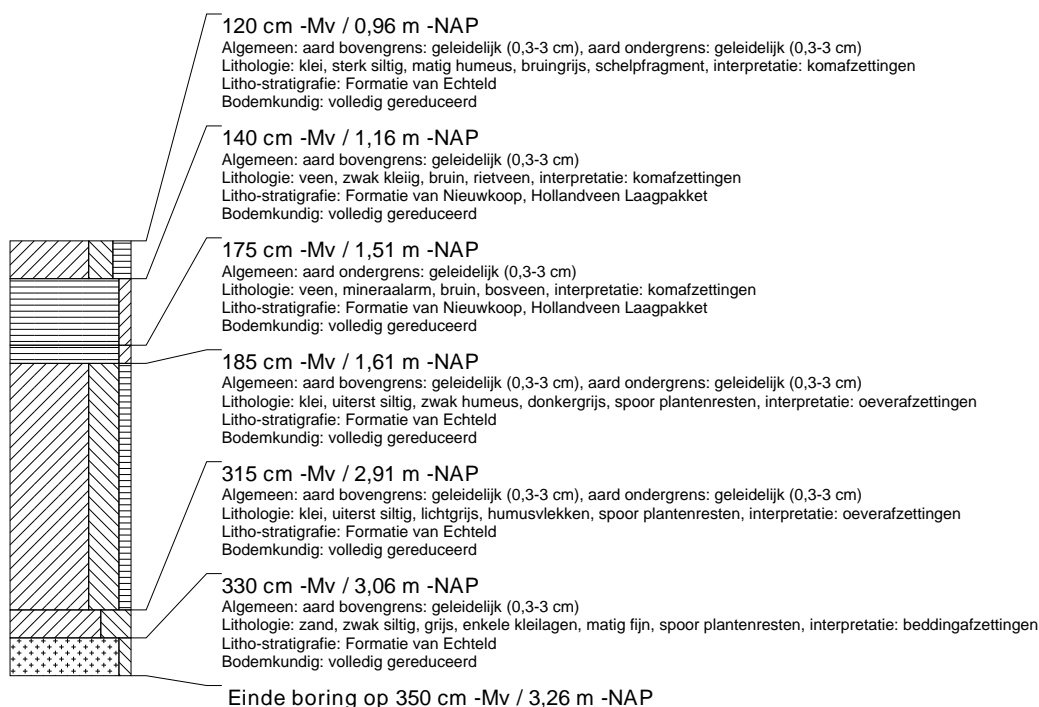 120 cm -Mv / 0,96 m -NAP
Algemeen: aard bovengrens: geleidelijk (0,3-3 cm), aard ondergrens: geleidelijk (0,3-3 cm)
Lithologie: klei, sterk siltig, matig humeus, bruingrijs, schelpfragment, interpretatie: komafzettingen
Litho-stratigrafie: Formatie van Echteld
Bodemkundig: volledig gereduceerd
140 cm -Mv / 1,16 m -NAP
Algemeen: aard bovengrens: geleidelijk (0,3-3 cm)
Lithologie: veen, zwak kleiig, bruin, rietveen, interpretatie: komafzettingen
Litho-stratigrafie: Formatie van Nieuwkoop, Hollandveen Laagpakket
Bodemkundig: volledig gereduceerd
175 cm -Mv / 1,51 m -NAP
Algemeen: aard ondergrens: geleidelijk (0,3-3 cm)
Lithologie: veen, mineraalarm, bruin, bosveen, interpretatie: komafzettingen
Litho-stratigrafie: Formatie van Nieuwkoop, Hollandveen Laagpakket
Bodemkundig: volledig gereduceerd
185 cm -Mv / 1,61 m -NAP
Algemeen: aard bovengrens: geleidelijk (0,3-3 cm), aard ondergrens: geleidelijk (0,3-3 cm)
Lithologie: klei, uiterst siltig, zwak humeus, donkergrijs, spoor plantenresten, interpretatie: oeverafzettingen
Litho-stratigrafie: Formatie van Echteld
Bodemkundig: volledig gereduceerd
315 cm -Mv / 2,91 m -NAP
Algemeen: aard bovengrens: geleidelijk (0,3-3 cm), aard ondergrens: geleidelijk (0,3-3 cm)
Lithologie: klei, uiterst siltig, lichtgrijs, humusvlekken, spoor plantenresten, interpretatie: oeverafzettingen
Litho-stratigrafie: Formatie van Echteld
Bodemkundig: volledig gereduceerd
330 cm -Mv / 3,06 m -NAP
Algemeen: aard bovengrens: geleidelijk (0,3-3 cm)
Lithologie: zand, zwak siltig, grijs, enkele kleilagen, matig fijn, spoor plantenresten, interpretatie: beddingafzettingen
Litho-stratigrafie: Formatie van Echteld
Bodemkundig: volledig gereduceerd
Einde boring op 350 cm -Mv / 3,26 m -NAP